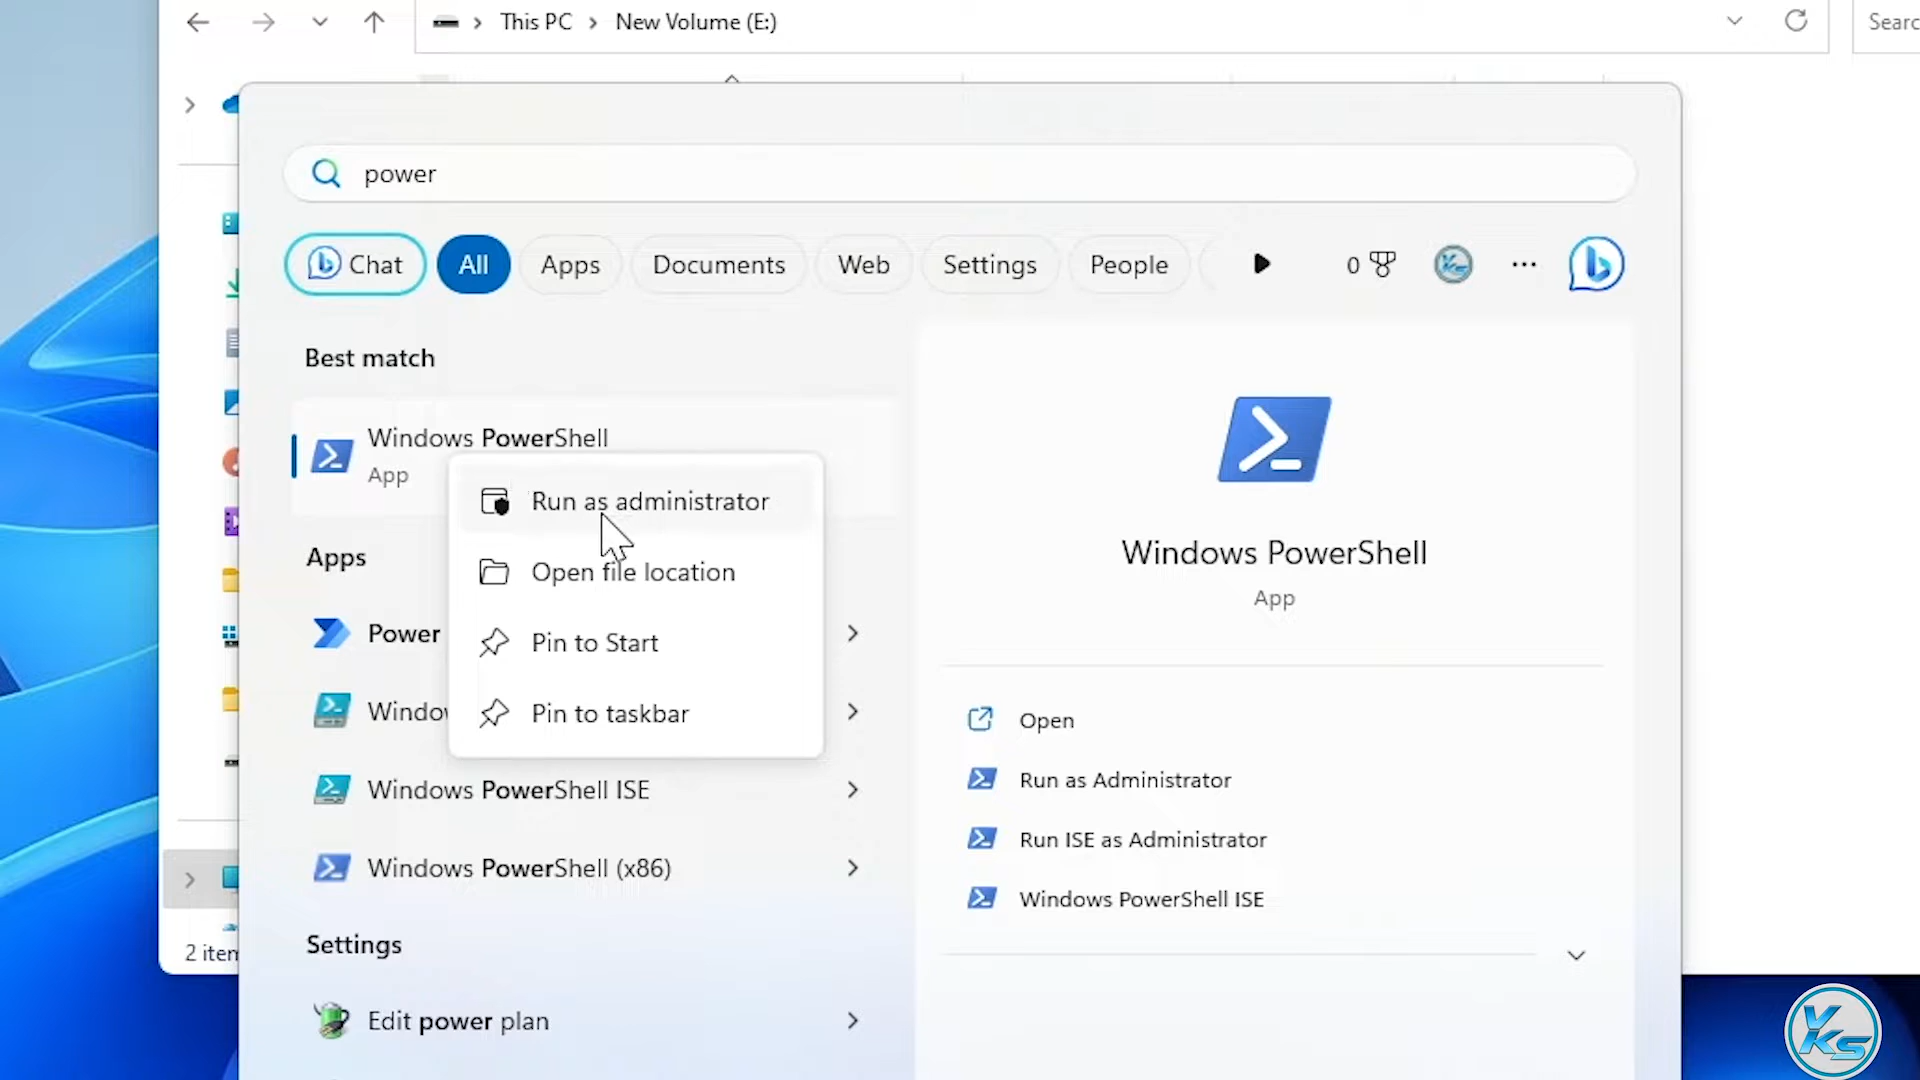 This PC
New Volume (E:)
Searc
power
Chat
All
Apps
Documents
Web
Settings
People
0
Best match
Windows PowerShell
App
Run as administrator
Open file location
Pin to Start
Pin to taskbar
Apps
Power
Window
Windows PowerShell ISE
Windows PowerShell (x86)
Settings
Edit power plan
Windows PowerShell
App
Open
Run as Administrator
Run ISE as Administrator
Windows PowerShell ISE
2 item
YKS